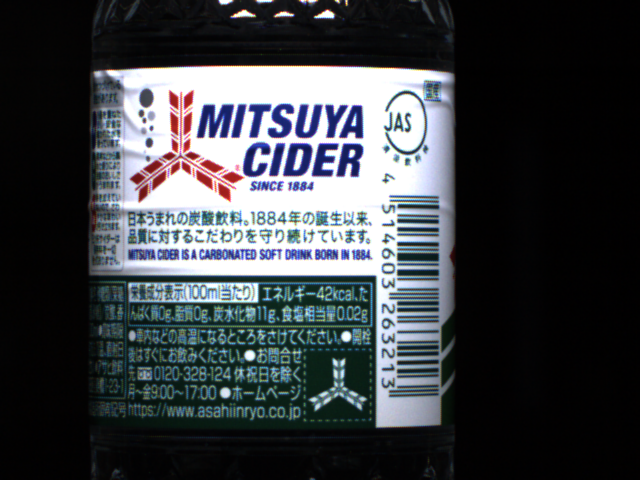 MITSUYA
CIDER
SINCE 1884
JAS
日本うまれの炭酸飲料。1884年の誕生以来、
品質に対するこだわりを守り続けています。
MITSUYA CIDER IS A CARBONATED SOFT DRINK BORN IN 1884.
栄養成分表示(100ml当たり) エネルギー42kcal、た
んぱく質0g、脂質0g、炭水化物11g、食塩相当量0.02g
●車内などの高温になるところをさけてください。●開栓
後はすぐにお飲みください。●お問合せ
先 0120-328-124 休祝日を除く
月～金9:00～17:00 ●ホームページ
https://www.asahiinryo.co.jp
4 514603 263213